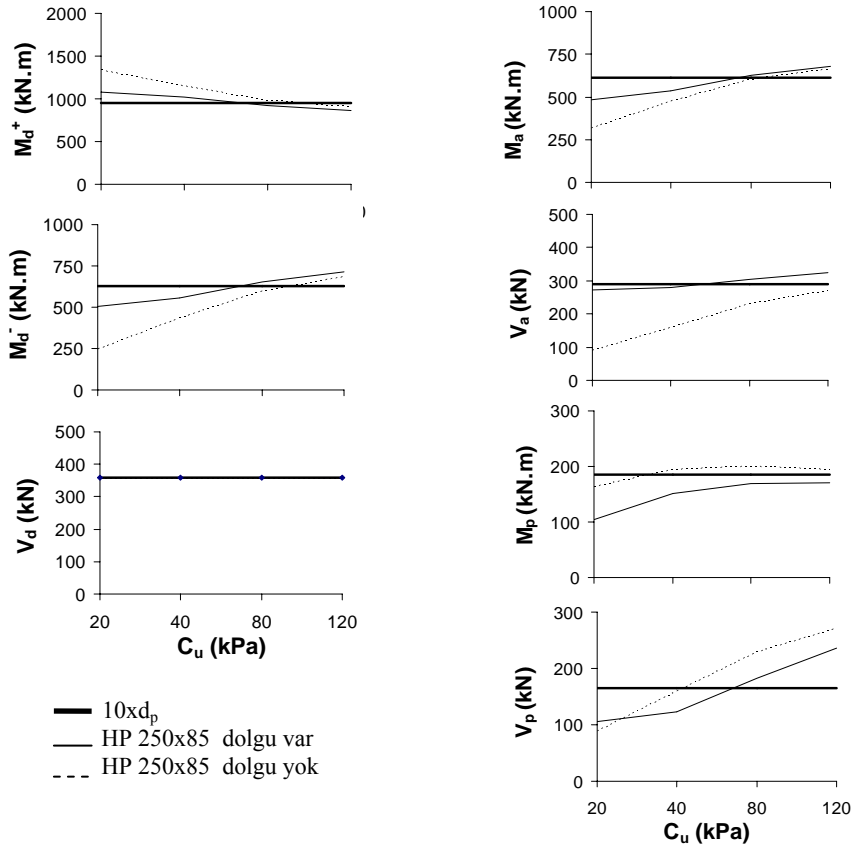 2000
1500
1000
500
0
M_d^+ (kN.m)
1000
750
500
250
0
M_d^- (kN.m)
500
400
300
200
100
0
V_d (kN)
20 40 80 120
C_u (kPa)
10xd_p
HP 250x85 dolgu var
HP 250x85 dolgu yok
1000
750
500
250
0
M_a (kN.m)
500
400
300
200
100
0
V_a (kN)
300
200
100
0
M_p (kN.m)
300
200
100
0
V_p (kN)
20 40 80 120
C_u (kPa)